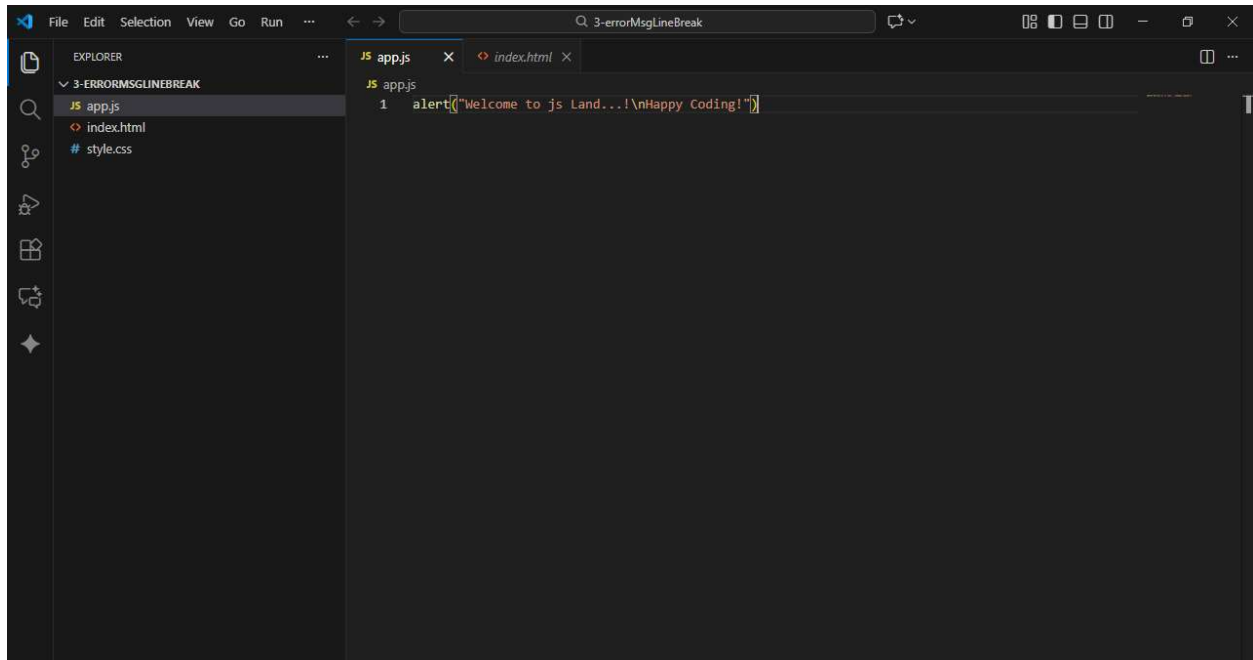 File Edit Selection View Go Run ...
3-errorMsgLineBreak
EXPLORER
3-ERRORMSGLINEBREAK
JS app.js
<> index.html
# style.css
JS app.js
<> index.html
JS app.js
1 alert("Welcome to js Land...!\nHappy Coding!")